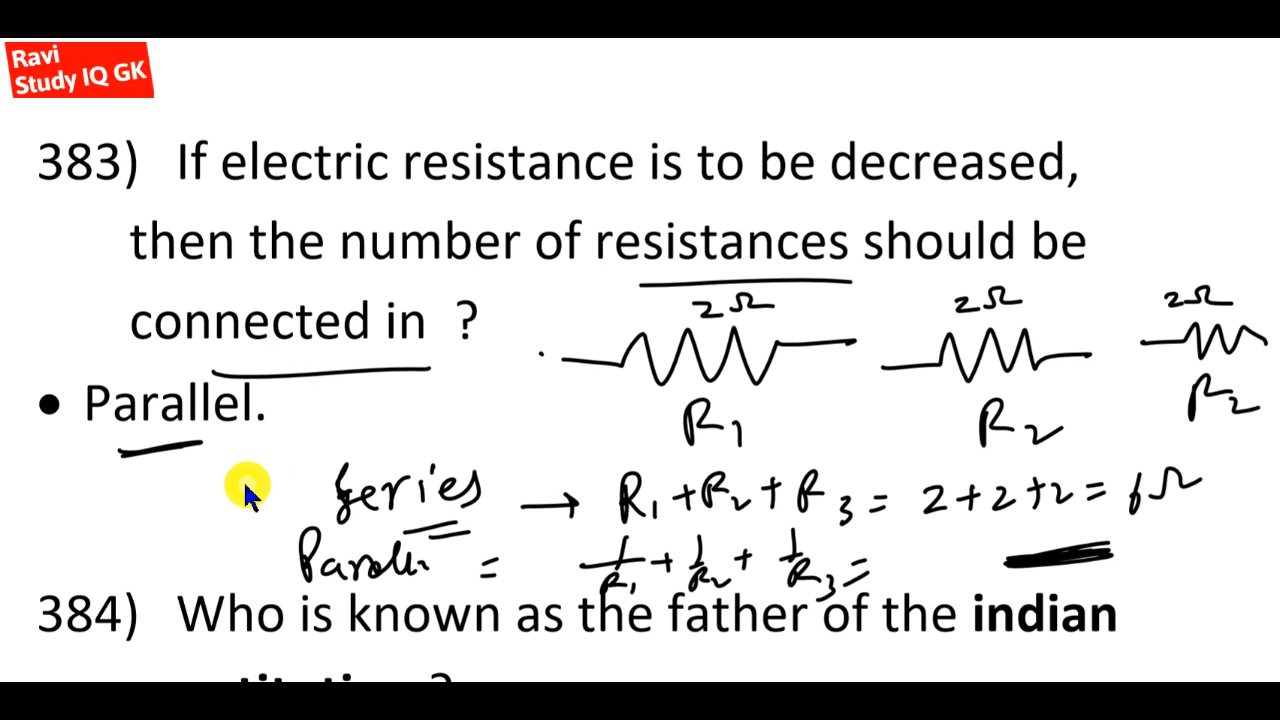 Ravi
Study IQ GK
383) If electric resistance is to be decreased,
then the number of resistances should be
connected in ?
2Ω 2Ω 2Ω
• Parallel.
R1 R2 R2
Series → R1 + R2 + R3 = 2+2+2 = 6Ω
= 1/R1 + 1/R2 + 1/R3 =
384) Who is known as the father of the indian